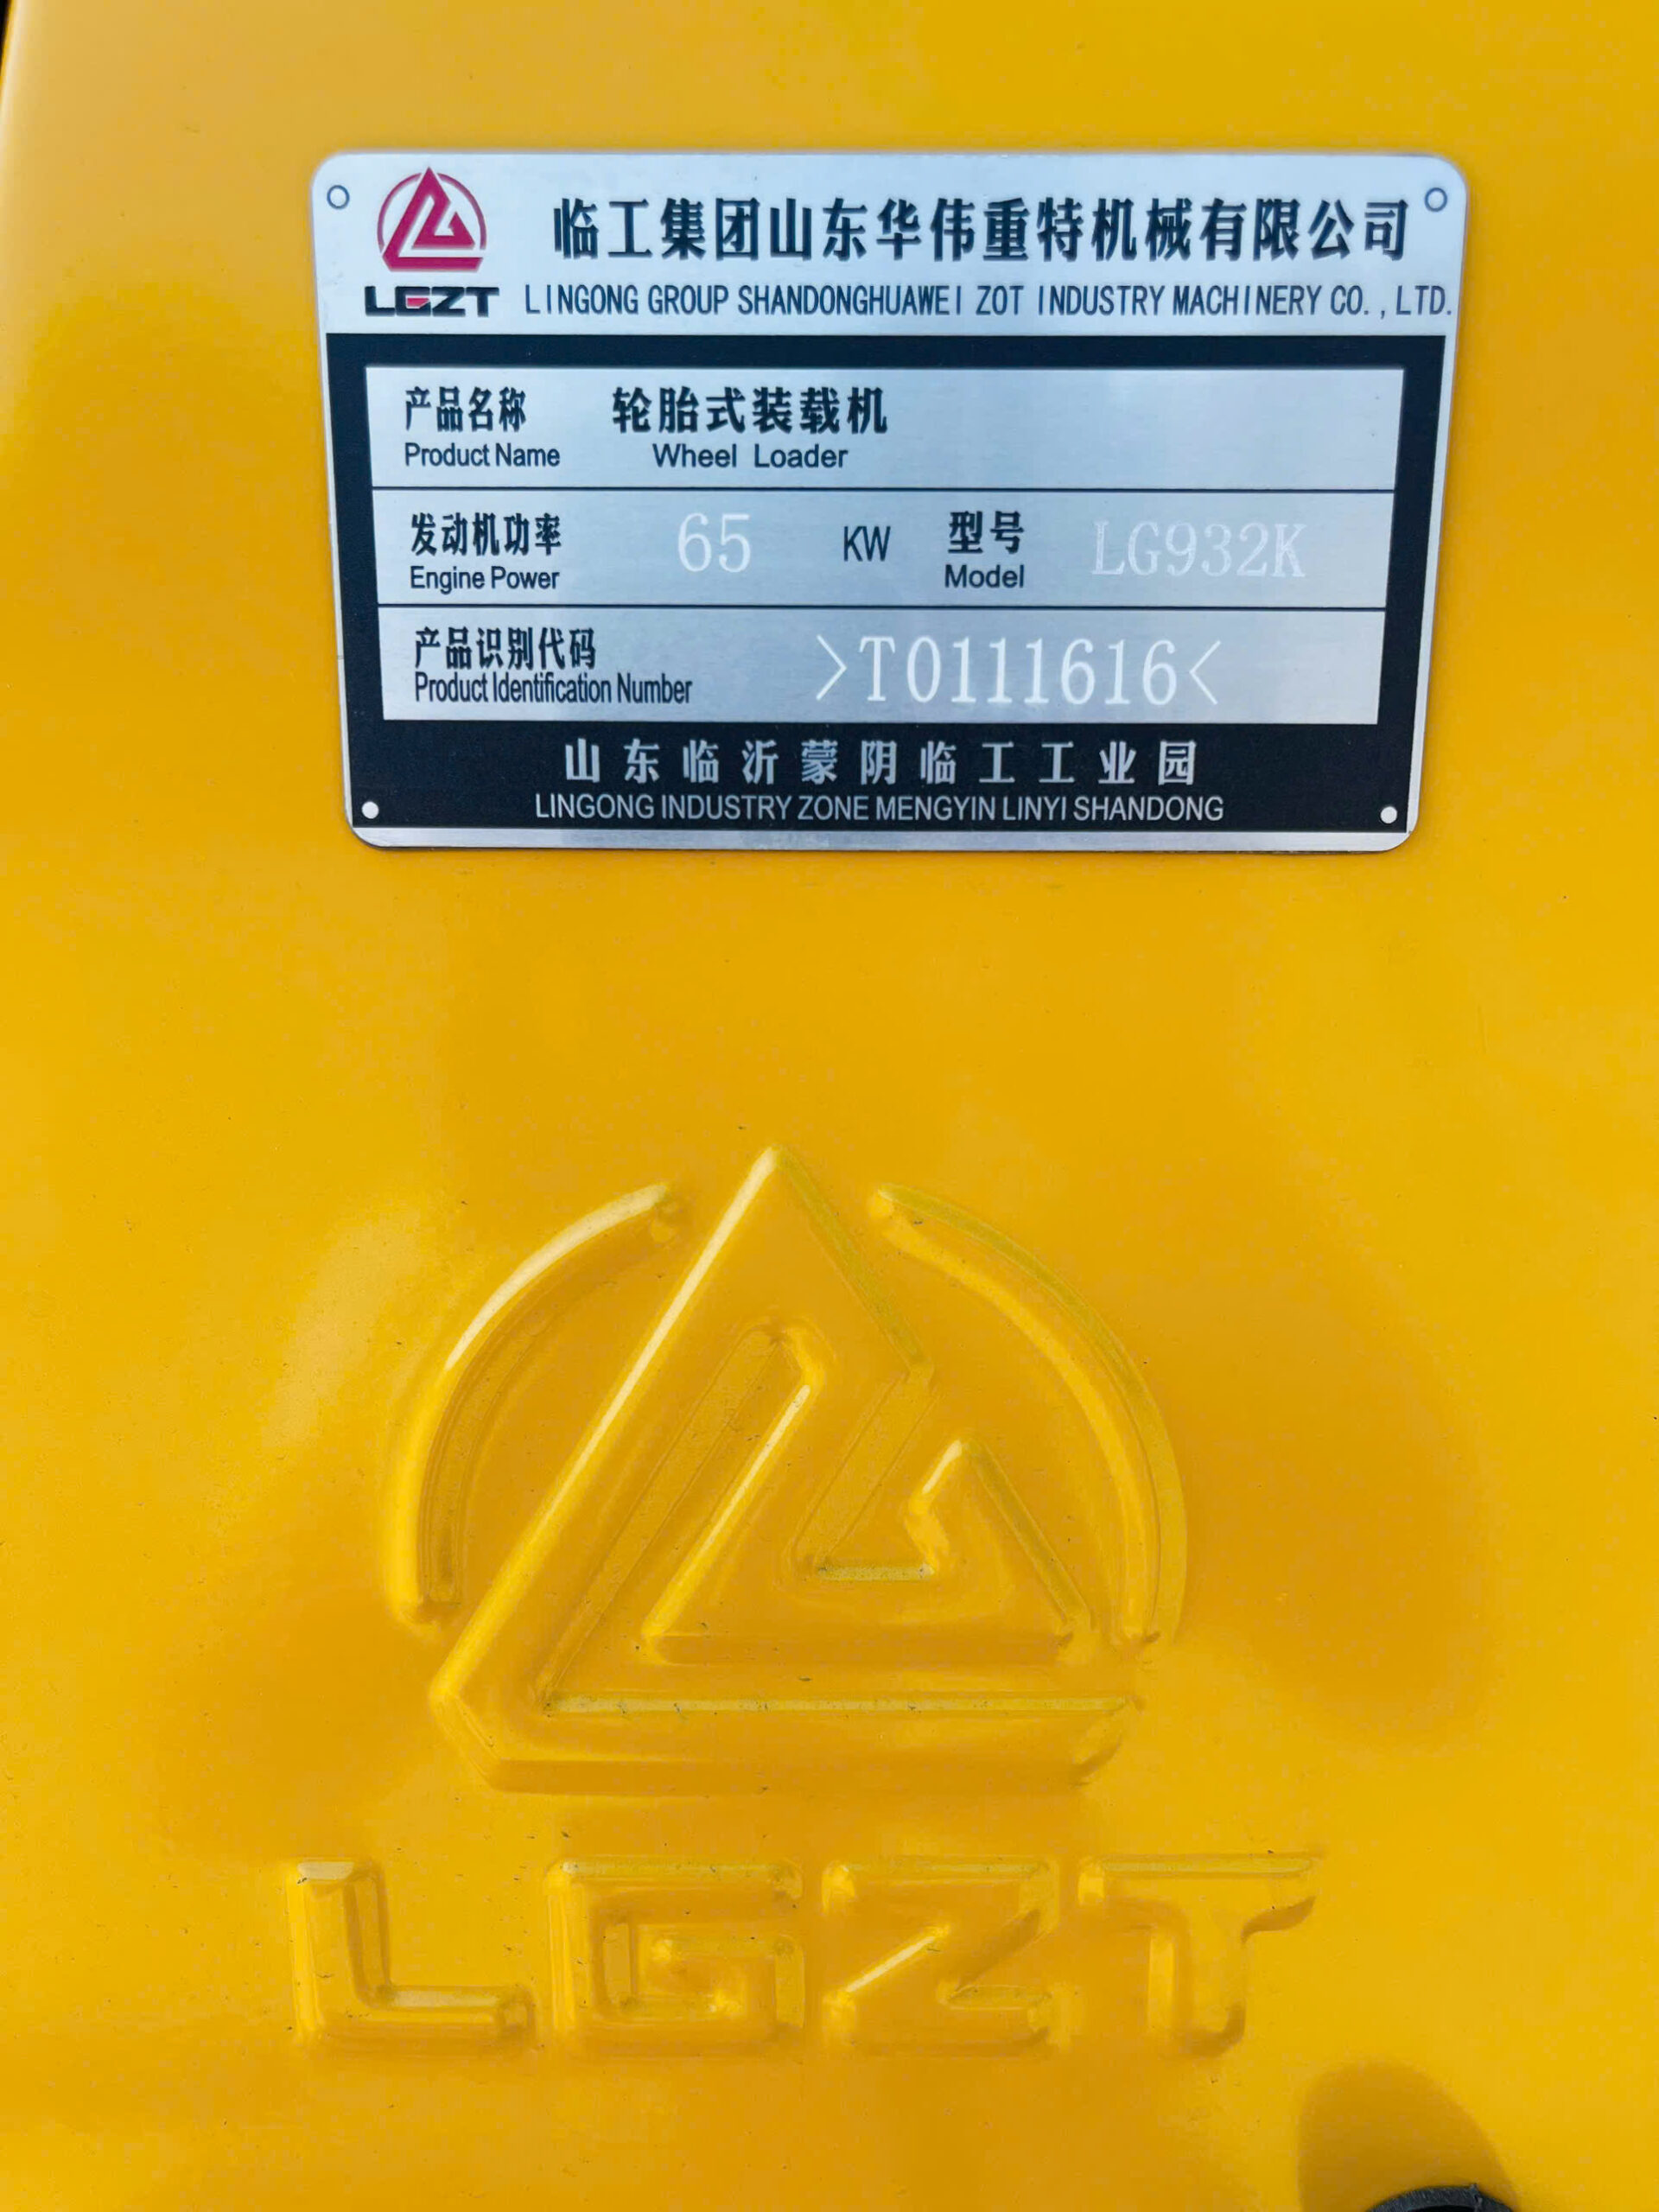 临工集团山东华伟重特机械有限公司
LGZT
LINGONG GROUP SHANDONGHUAWEI ZOT INDUSTRY MACHINERY CO.,LTD.
产品名称 轮胎式装载机
Product Name Wheel Loader
发动机功率 65 KW 型号 LG932K
Engine Power Model
产品识别代码
Product Identification Number >T0111616<
山东临沂蒙阴临工工业园
LINGONG INDUSTRY ZONE MENGYIN LINYI SHANDONG
LGZT